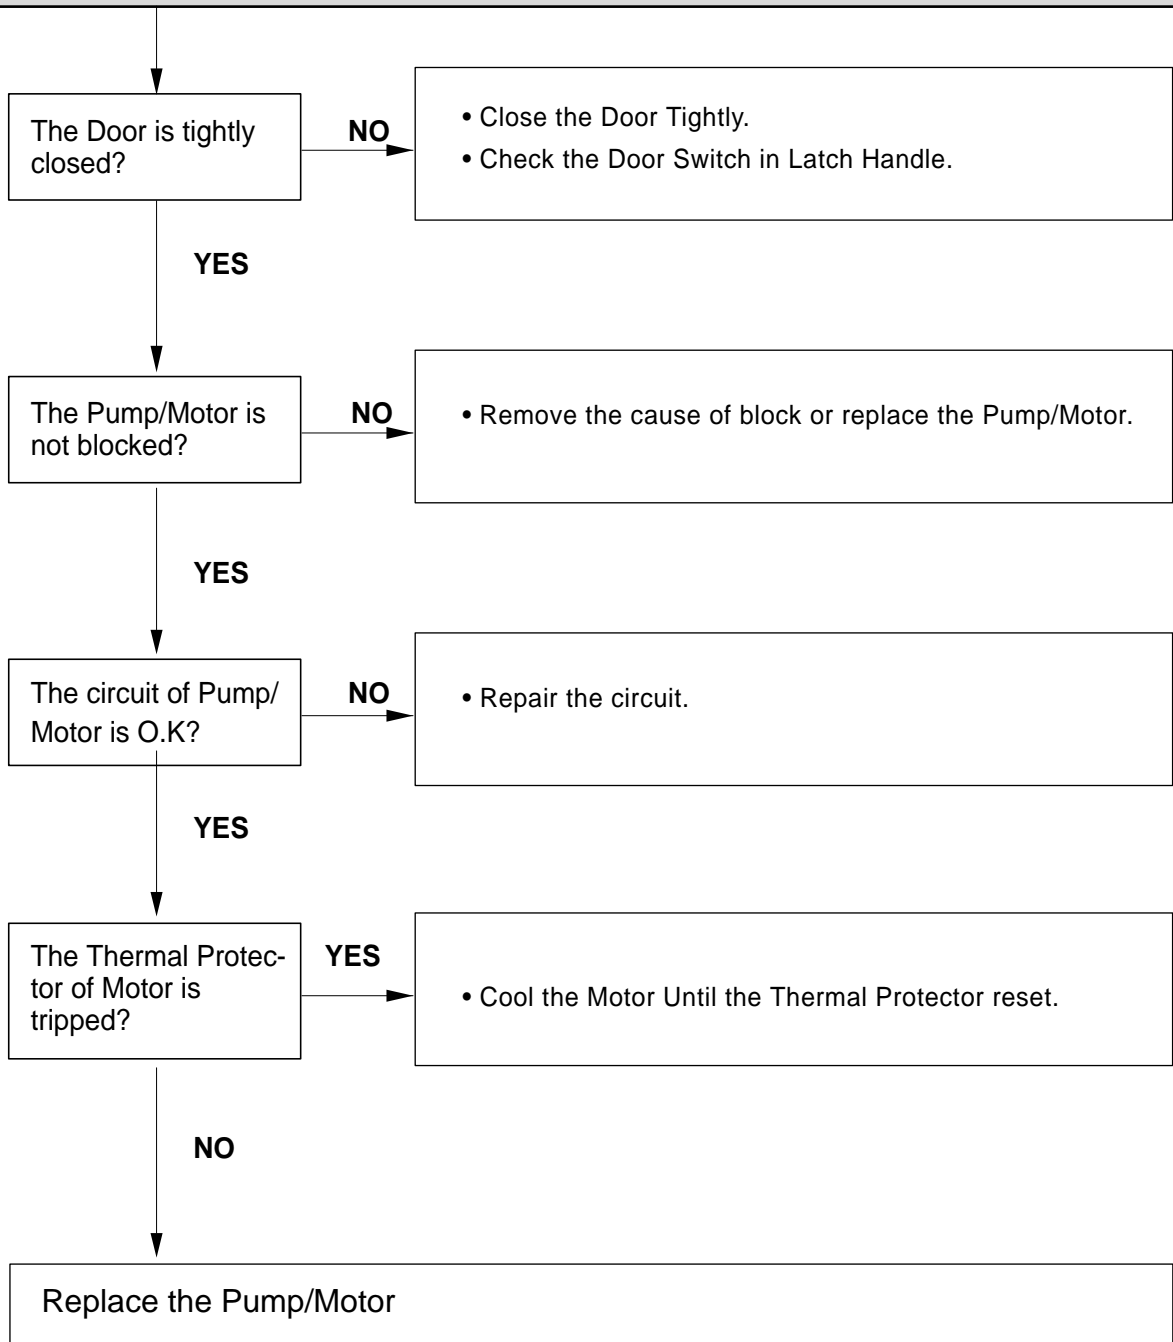 The Door is tightly
closed?
NO
• Close the Door Tightly.
• Check the Door Switch in Latch Handle.
YES
The Pump/Motor is
not blocked?
NO
• Remove the cause of block or replace the Pump/Motor.
YES
The circuit of Pump/
Motor is O.K?
NO
• Repair the circuit.
YES
The Thermal Protec-
tor of Motor is
tripped?
YES
• Cool the Motor Until the Thermal Protector reset.
NO
Replace the Pump/Motor